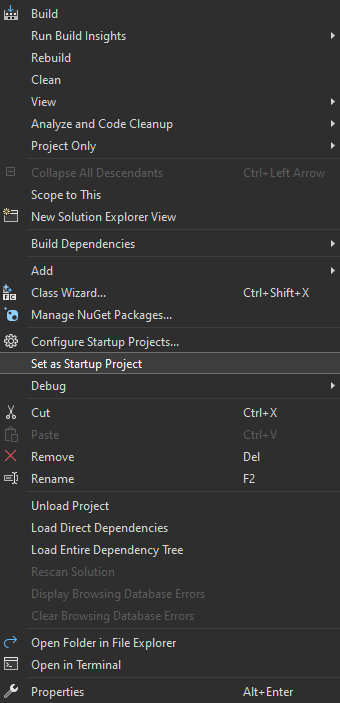 Build
Run Build Insights
Rebuild
Clean
View
Analyze and Code Cleanup
Project Only
Collapse All Descendants Ctrl+Left Arrow
Scope to This
New Solution Explorer View
Build Dependencies
Add
Class Wizard... Ctrl+Shift+X
Manage NuGet Packages...
Configure Startup Projects...
Set as Startup Project
Debug
Cut Ctrl+X
Paste Ctrl+V
Remove Del
Rename F2
Unload Project
Load Direct Dependencies
Load Entire Dependency Tree
Rescan Solution
Display Browsing Database Errors
Clear Browsing Database Errors
Open Folder in File Explorer
Open in Terminal
Properties Alt+Enter